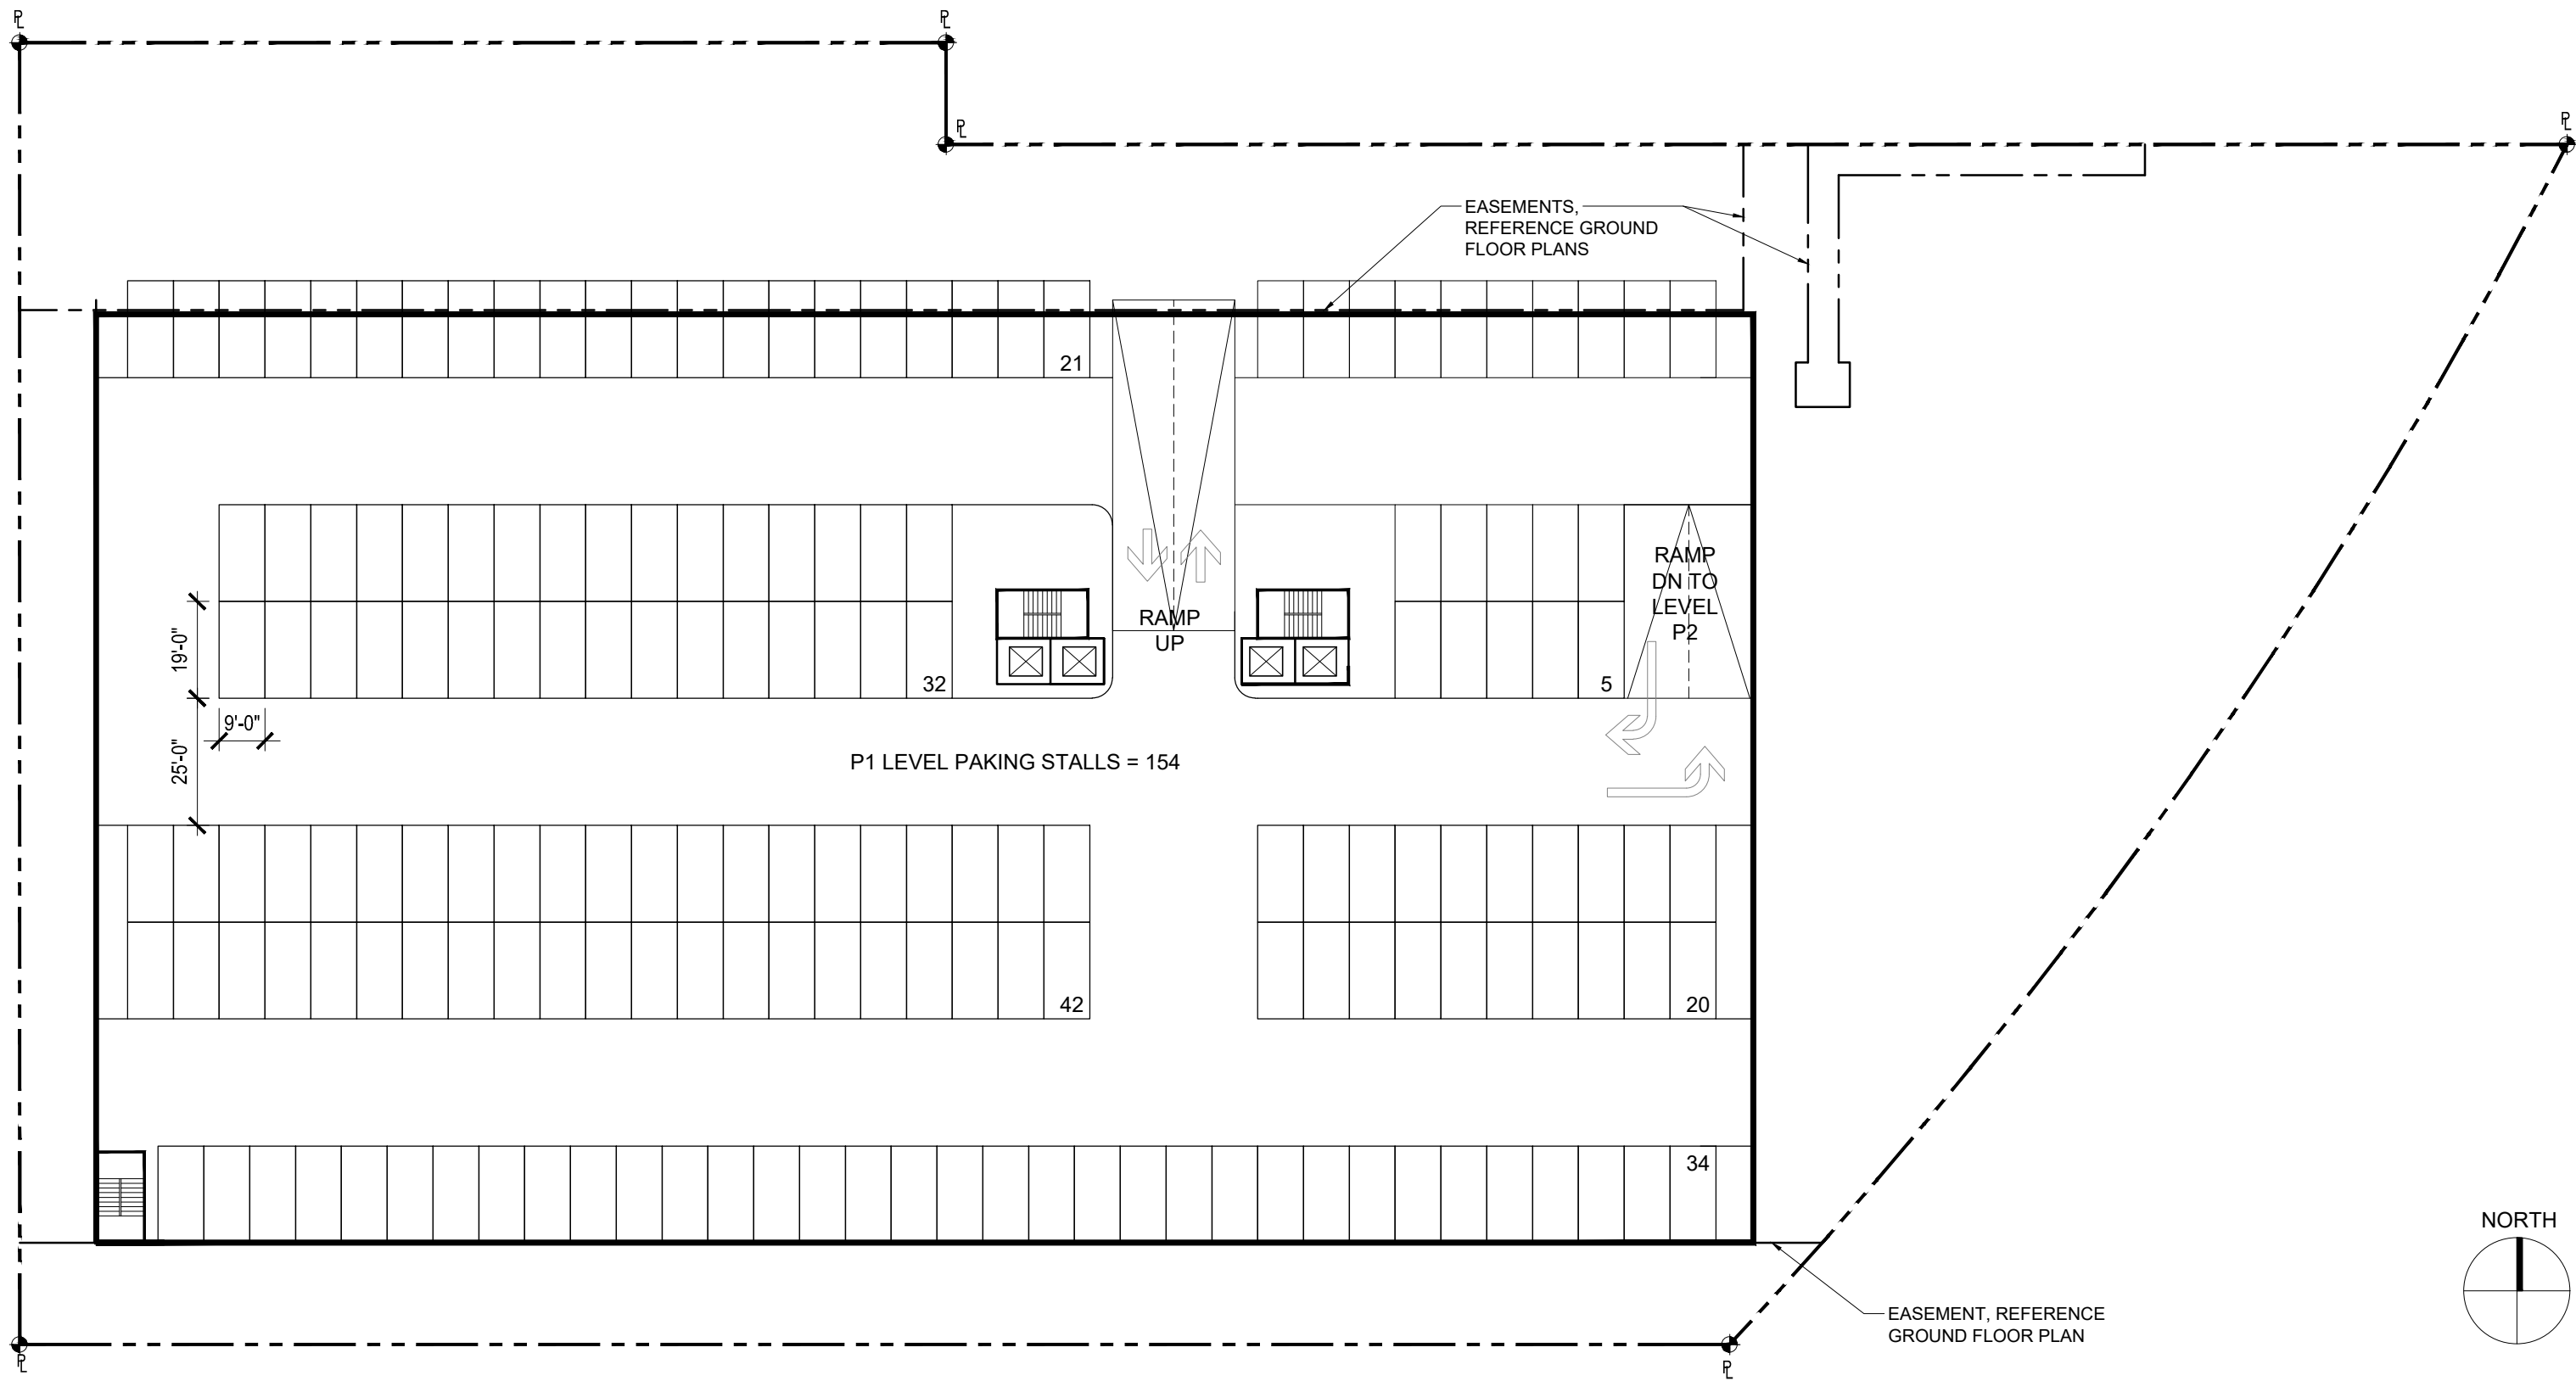 PL
PL
PL
PL
EASEMENTS,
REFERENCE GROUND
FLOOR PLANS
21
RAMP
DN TO
LEVEL
P2
RAMP
UP
19'-0"
32
5
9'-0"
25'-0"
P1 LEVEL PAKING STALLS = 154
42
20
34
NORTH
EASEMENT, REFERENCE
GROUND FLOOR PLAN
PL
PL